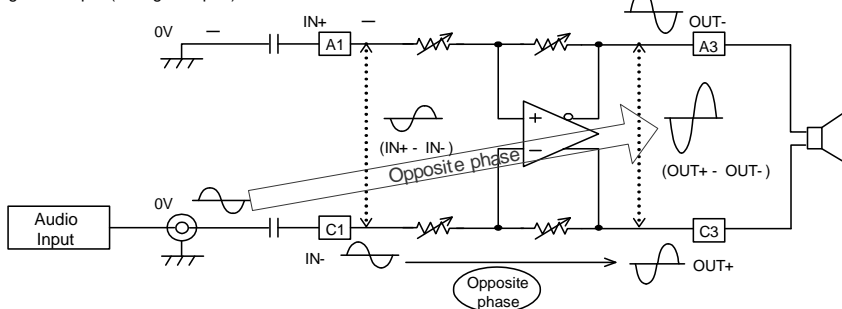 IN+
OUT-
0V
A1
A3
(IN+ - IN-)
Opposite phase
(OUT+ - OUT-)
0V
Audio
Input
C1
C3
IN-
OUT+
Opposite
phase